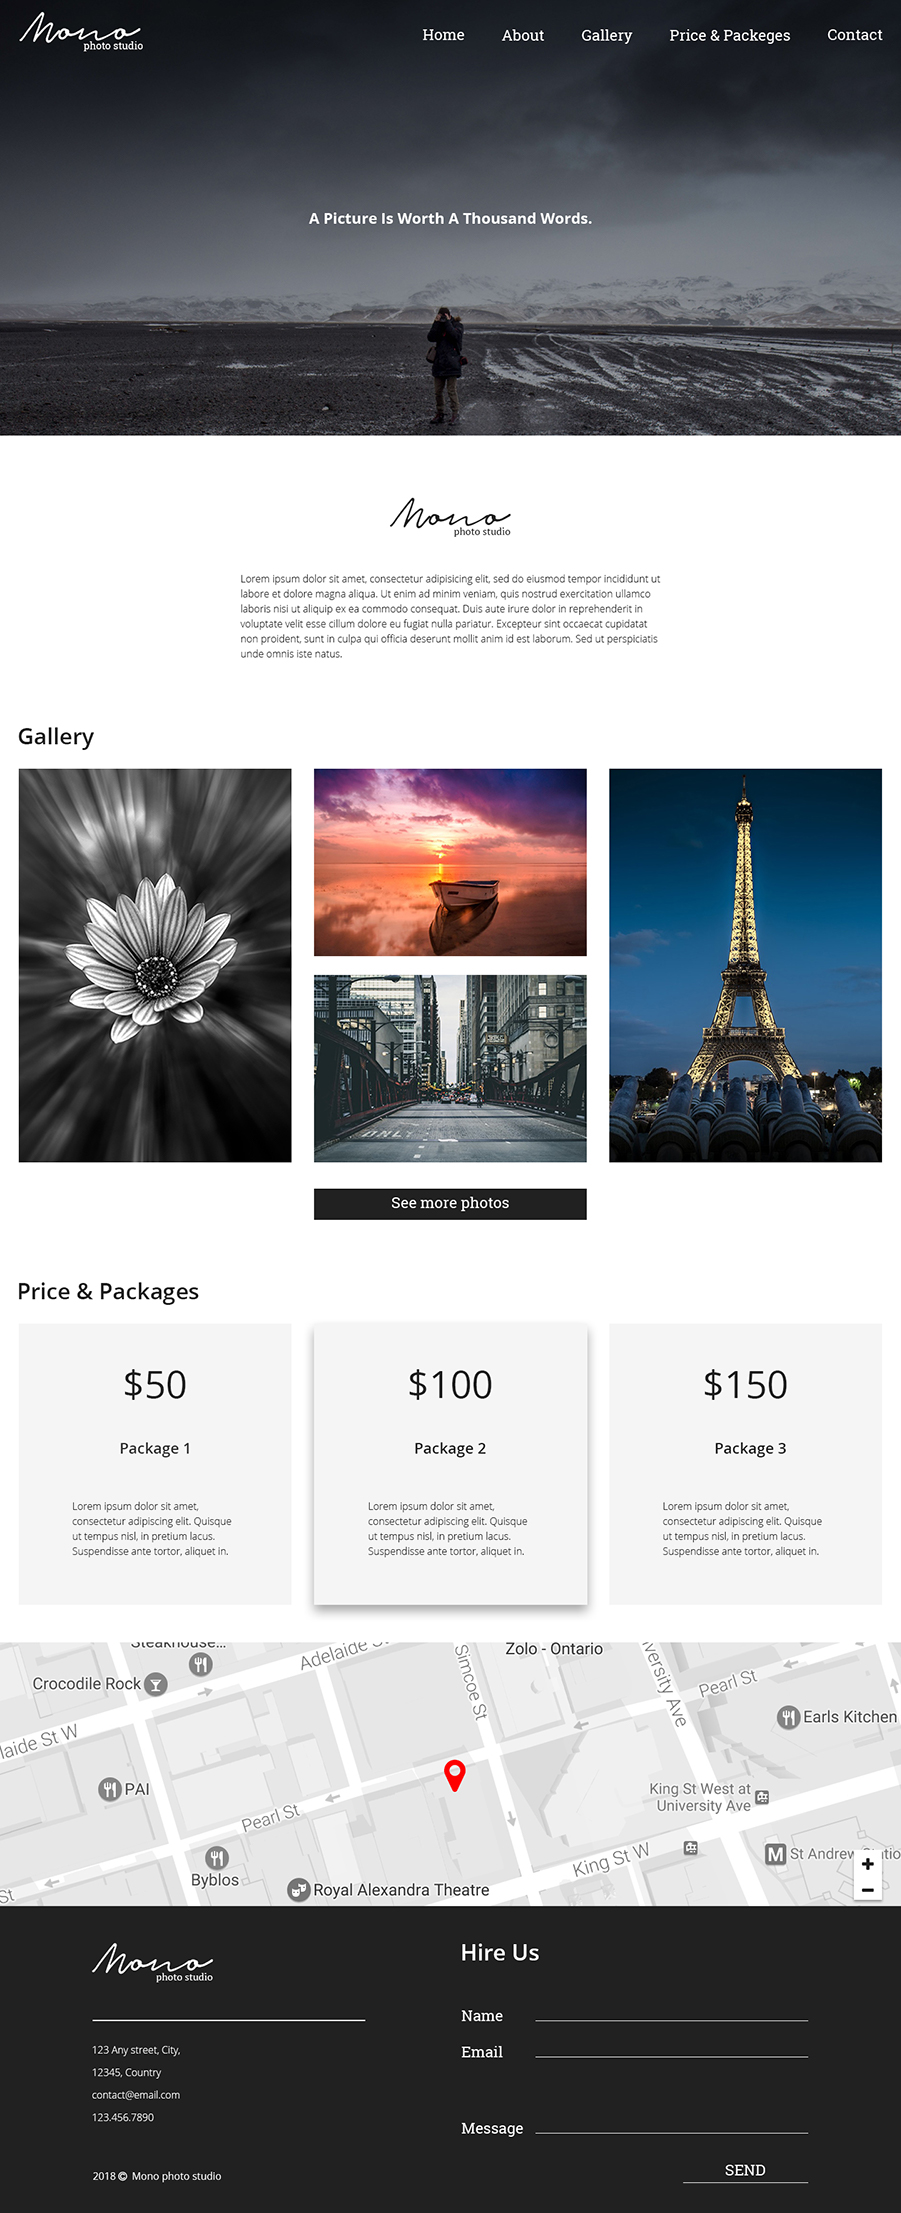 Mono
photo studio
Home About Gallery Price & Packeges Contact
A Picture Is Worth A Thousand Words.
Mono
photo studio
Lorem ipsum dolor sit amet, consectetur adipisicing elit, sed do eiusmod tempor incididunt ut
labore et dolore magna aliqua. Ut enim ad minim veniam, quis nostrud exercitation ullamco
laboris nisi ut aliquip ex ea commodo consequat. Duis aute irure dolor in reprehenderit in
voluptate velit esse cillum dolore eu fugiat nulla pariatur. Excepteur sint occaecat cupidatat
non proident, sunt in culpa qui officia deserunt mollit anim id est laborum. Sed ut perspiciatis
unde omnis iste natus.
Gallery
ONLY
See more photos
Price & Packages
$50
Package 1
Lorem ipsum dolor sit amet,
consectetur adipiscing elit. Quisque
ut tempus nisl, in pretium lacus.
Suspendisse ante tortor, aliquet in.
$100
Package 2
Lorem ipsum dolor sit amet,
consectetur adipiscing elit. Quisque
ut tempus nisl, in pretium lacus.
Suspendisse ante tortor, aliquet in.
$150
Package 3
Lorem ipsum dolor sit amet,
consectetur adipiscing elit. Quisque
ut tempus nisl, in pretium lacus.
Suspendisse ante tortor, aliquet in.
Steakhouse...
Adelaide St
Zolo - Ontario
Crocodile Rock
Simcoe St
versity Ave
Pearl St
Earls Kitchen
laide St W
PAI
King St West at
University Ave
Pearl St
Byblos
King St W
M St Andrew Statio
+
St
Royal Alexandra Theatre
−
Mono
photo studio
123 Any street, City,
12345, Country
contact@email.com
123.456.7890
2018 © Mono photo studio
Hire Us
Name
Email
Message
SEND